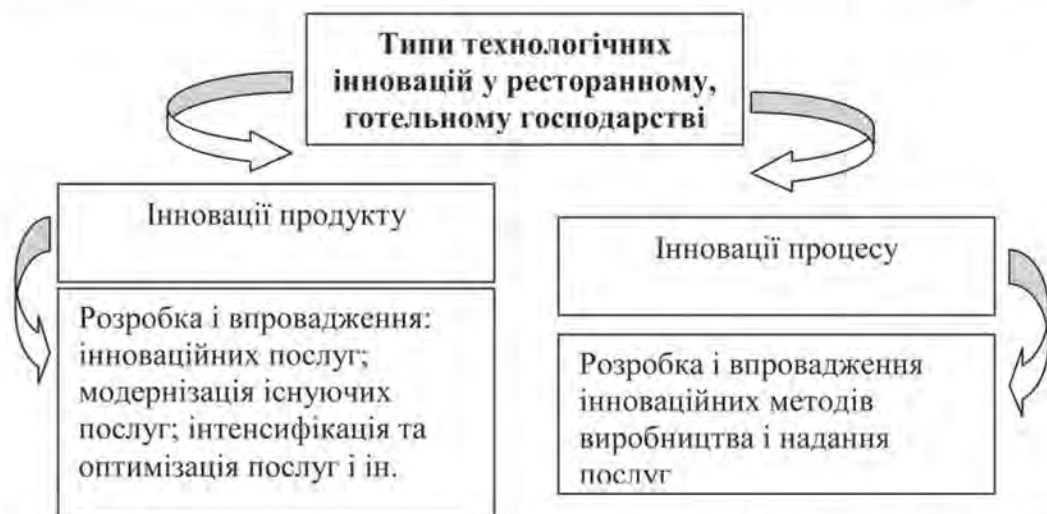 Типи технологічних
інновацій у ресторанному,
готельному господарстві
Інновації продукту
Розробка і впровадження:
інноваційних послуг;
модернізація існуючих
послуг; інтенсифікація та
оптимізація послуг і ін.
Інновації процесу
Розробка і впровадження
інноваційних методів
виробництва і надання
послуг